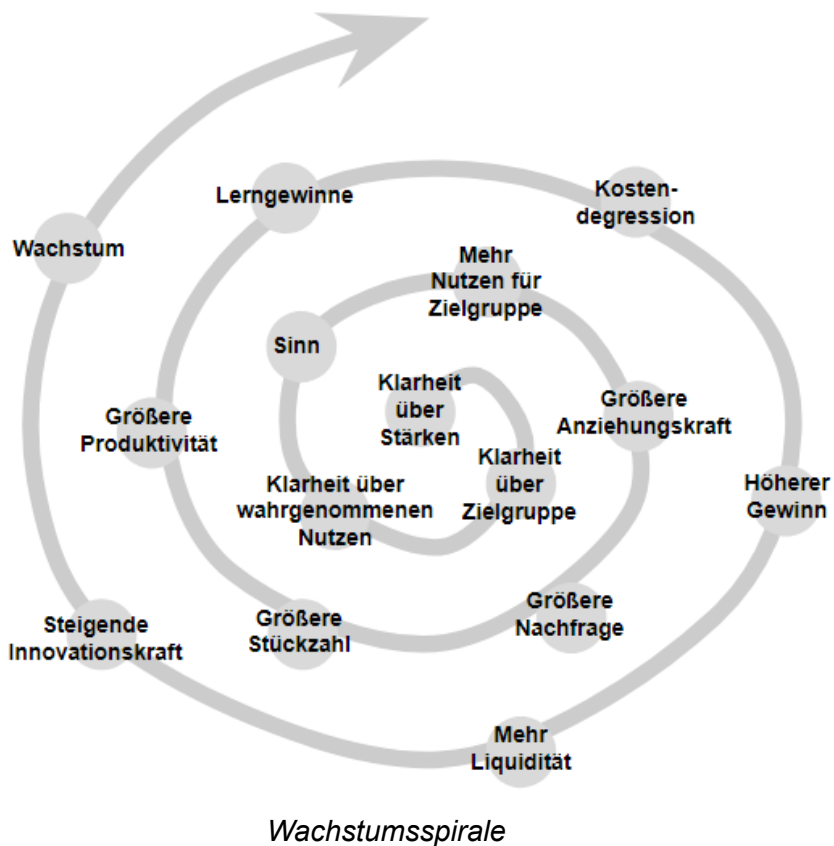 Lerngewinne
Kosten-
degression
Wachstum
Mehr
Nutzen für
Zielgruppe
Sinn
Klarheit
über
Stärken
Größere
Anziehungskraft
Größere
Produktivität
Klarheit
über
Zielgruppe
Klarheit über
wahrgenommenen
Nutzen
Höherer
Gewinn
Größere
Nachfrage
Größere
Stückzahl
Steigende
Innovationskraft
Mehr
Liquidität
Wachstumsspirale